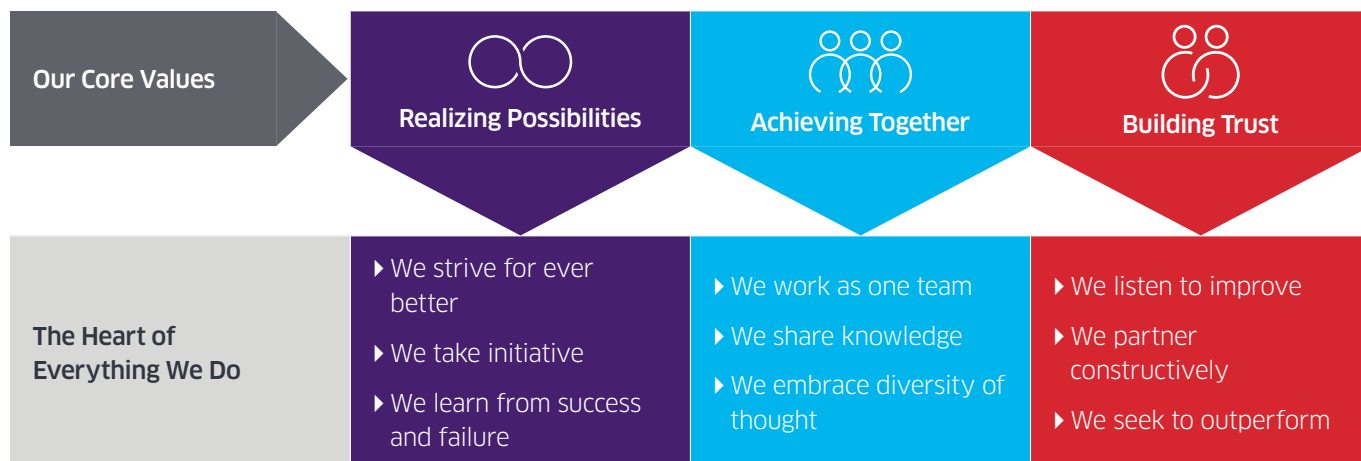 Our Core Values
Realizing Possibilities
Achieving Together
Building Trust
The Heart of
Everything We Do
We strive for ever
better
We take initiative
We learn from success
and failure
We work as one team
We share knowledge
We embrace diversity of
thought
We listen to improve
We partner
constructively
We seek to outperform